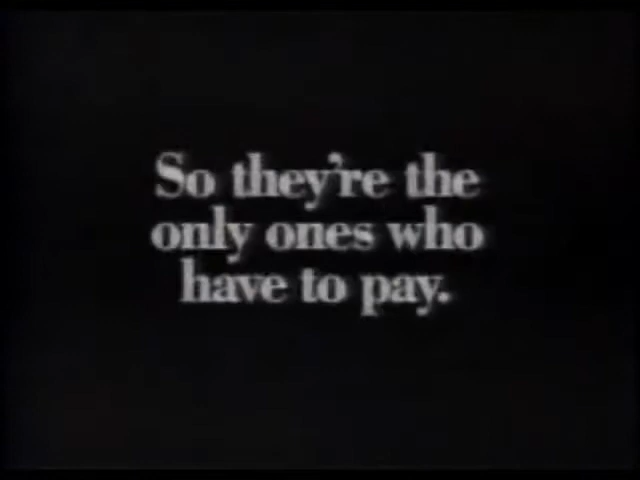 So they're the
only ones who
have to pay.